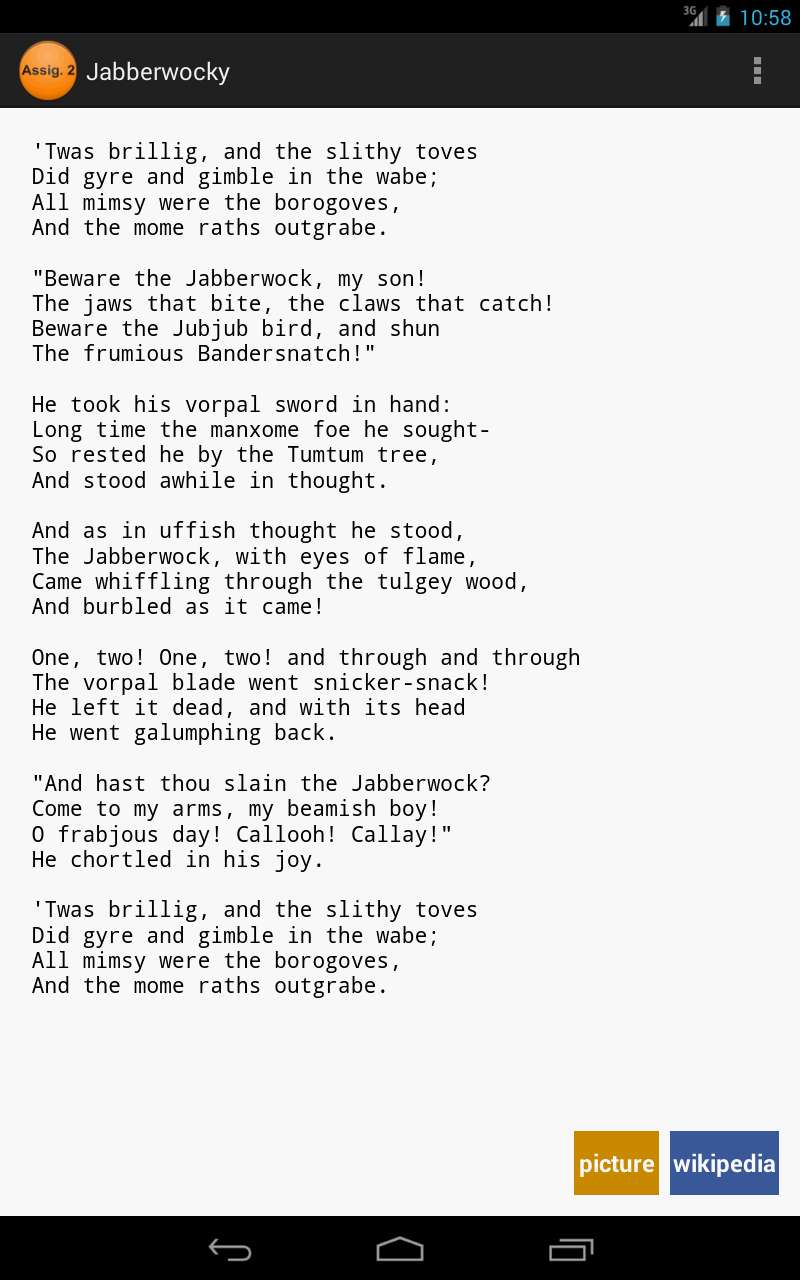 3G 10:58
Assig. 2 Jabberwocky
'Twas brillig, and the slithy toves
Did gyre and gimble in the wabe;
All mimsy were the borogoves,
And the mome raths outgrabe.

"Beware the Jabberwock, my son!
The jaws that bite, the claws that catch!
Beware the Jubjub bird, and shun
The frumious Bandersnatch!"

He took his vorpal sword in hand:
Long time the manxome foe he sought-
So rested he by the Tumtum tree,
And stood awhile in thought.

And as in uffish thought he stood,
The Jabberwock, with eyes of flame,
Came whiffling through the tulgey wood,
And burbled as it came!

One, two! One, two! and through and through
The vorpal blade went snicker-snack!
He left it dead, and with its head
He went galumphing back.

"And hast thou slain the Jabberwock?
Come to my arms, my beamish boy!
O frabjous day! Callooh! Callay!"
He chortled in his joy.

'Twas brillig, and the slithy toves
Did gyre and gimble in the wabe;
All mimsy were the borogoves,
And the mome raths outgrabe.

picture wikipedia